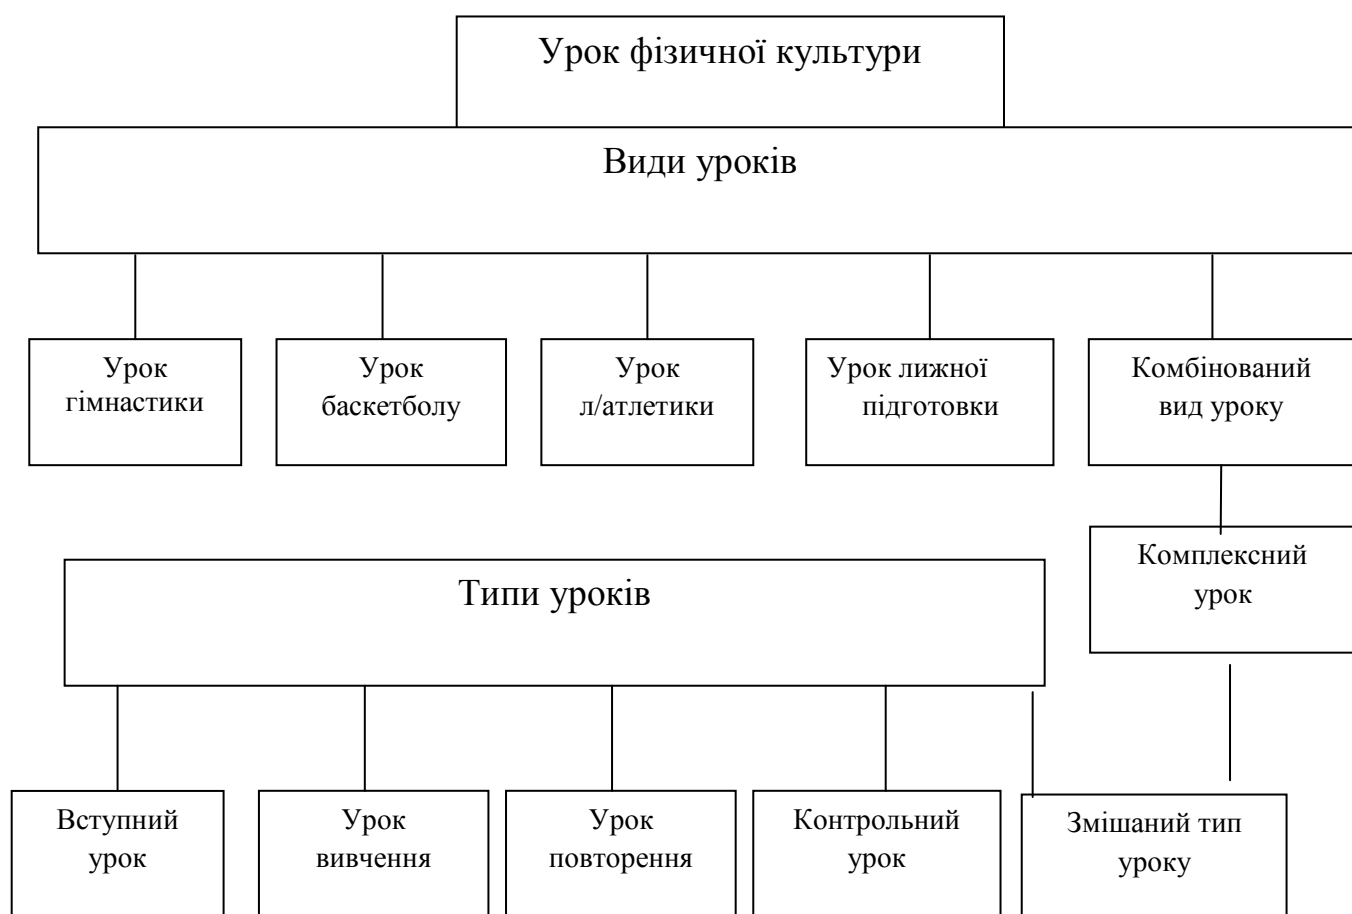 Урок фізичної культури
Види уроків
Урок
гімнастики
Урок
баскетболу
Урок
л/атлетики
Урок лижної
підготовки
Комбінований
вид уроку
Комплексний
урок
Типи уроків
Вступний
урок
Урок
вивчення
Урок
повторення
Контрольний
урок
Змішаний тип
уроку